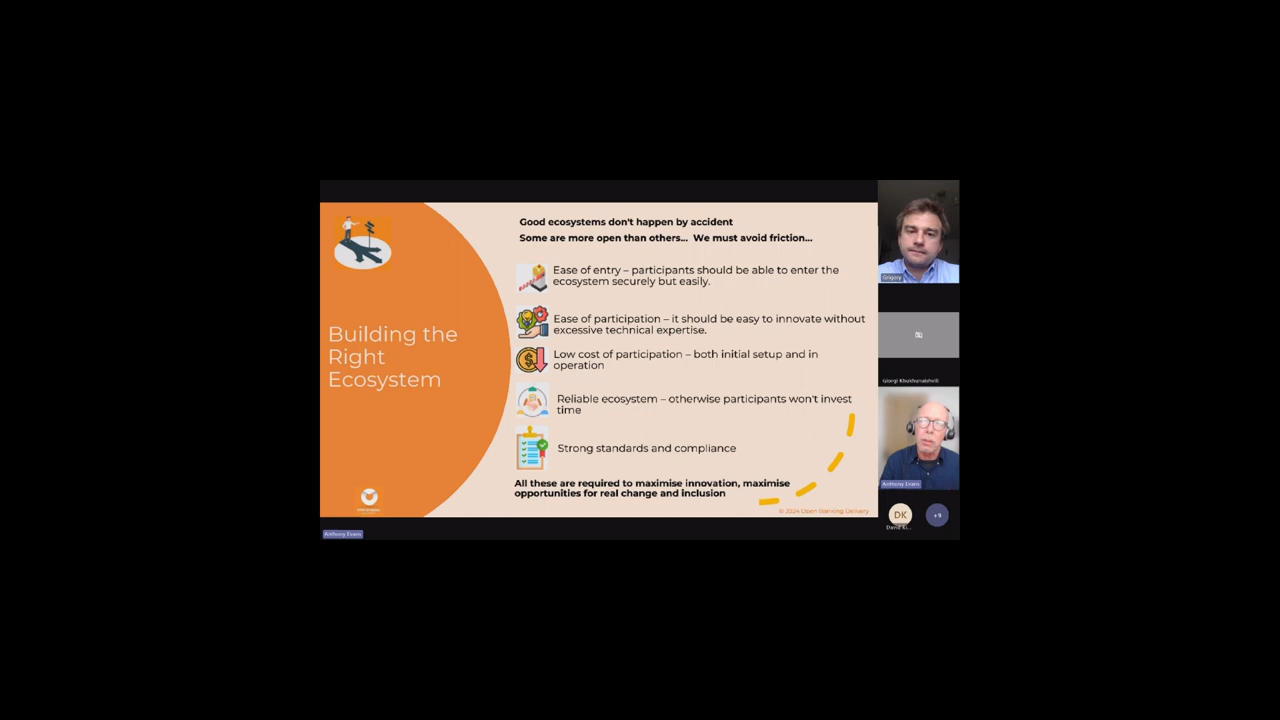 Good ecosystems don't happen by accident
Some are more open than others... We must avoid friction...
Building the
Right
Ecosystem
Ease of entry – participants should be able to enter the
ecosystem securely but easily.
Ease of participation – it should be easy to innovate without
excessive technical expertise.
Low cost of participation – both initial setup and in
operation
Reliable ecosystem – otherwise participants won't invest
time
Strong standards and compliance
All these are required to maximise innovation, maximise
opportunities for real change and inclusion
© 2024 Open Banking Delivery
Anthony Evans
Grigory
Giorgi
Anthony Evans
DK
+9
David Ki...